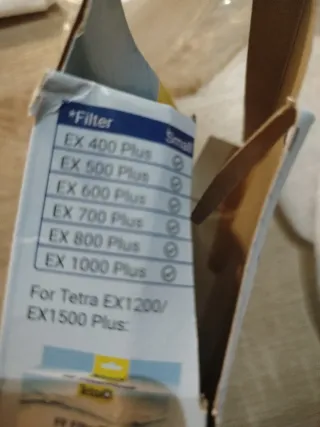 *Filter Small
EX 400 Plus
EX 500 Plus
EX 600 Plus
EX 700 Plus
EX 800 Plus
EX 1000 Plus
For Tetra EX1200/
EX1500 Plus:
Tetra